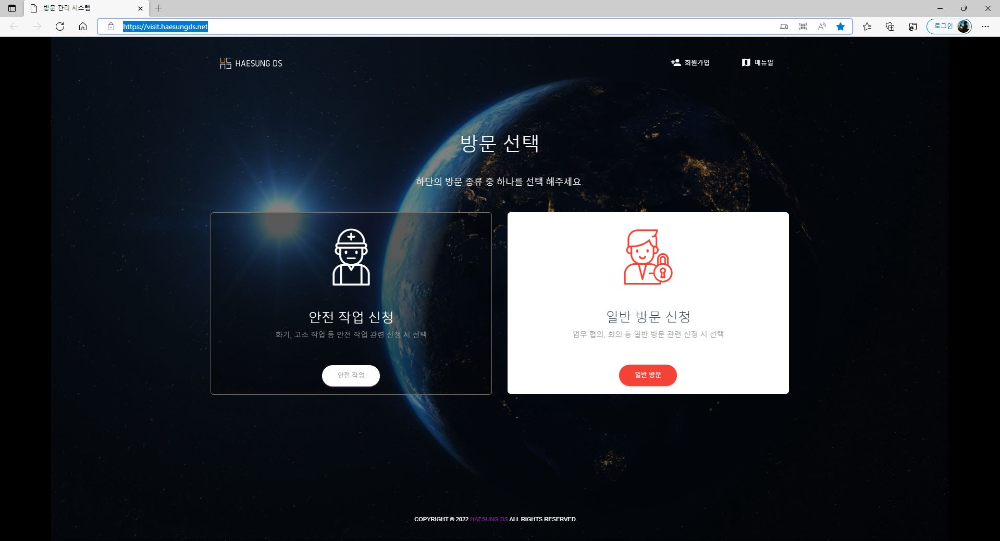 방문 관리 시스템
https://visit.haesungds.net
로그인
HAESUNG DS
회원가입
매뉴얼
방문 선택
하단의 방문 종류 중 하나를 선택 해주세요.
안전 작업 신청
화기, 고소 작업 등 안전 작업 관련 신청 시 선택
안전 작업
일반 방문 신청
업무 협의, 회의 등 일반 방문 관련 신청 시 선택
일반 방문
COPYRIGHT © 2022 HAESUNG DS ALL RIGHTS RESERVED.